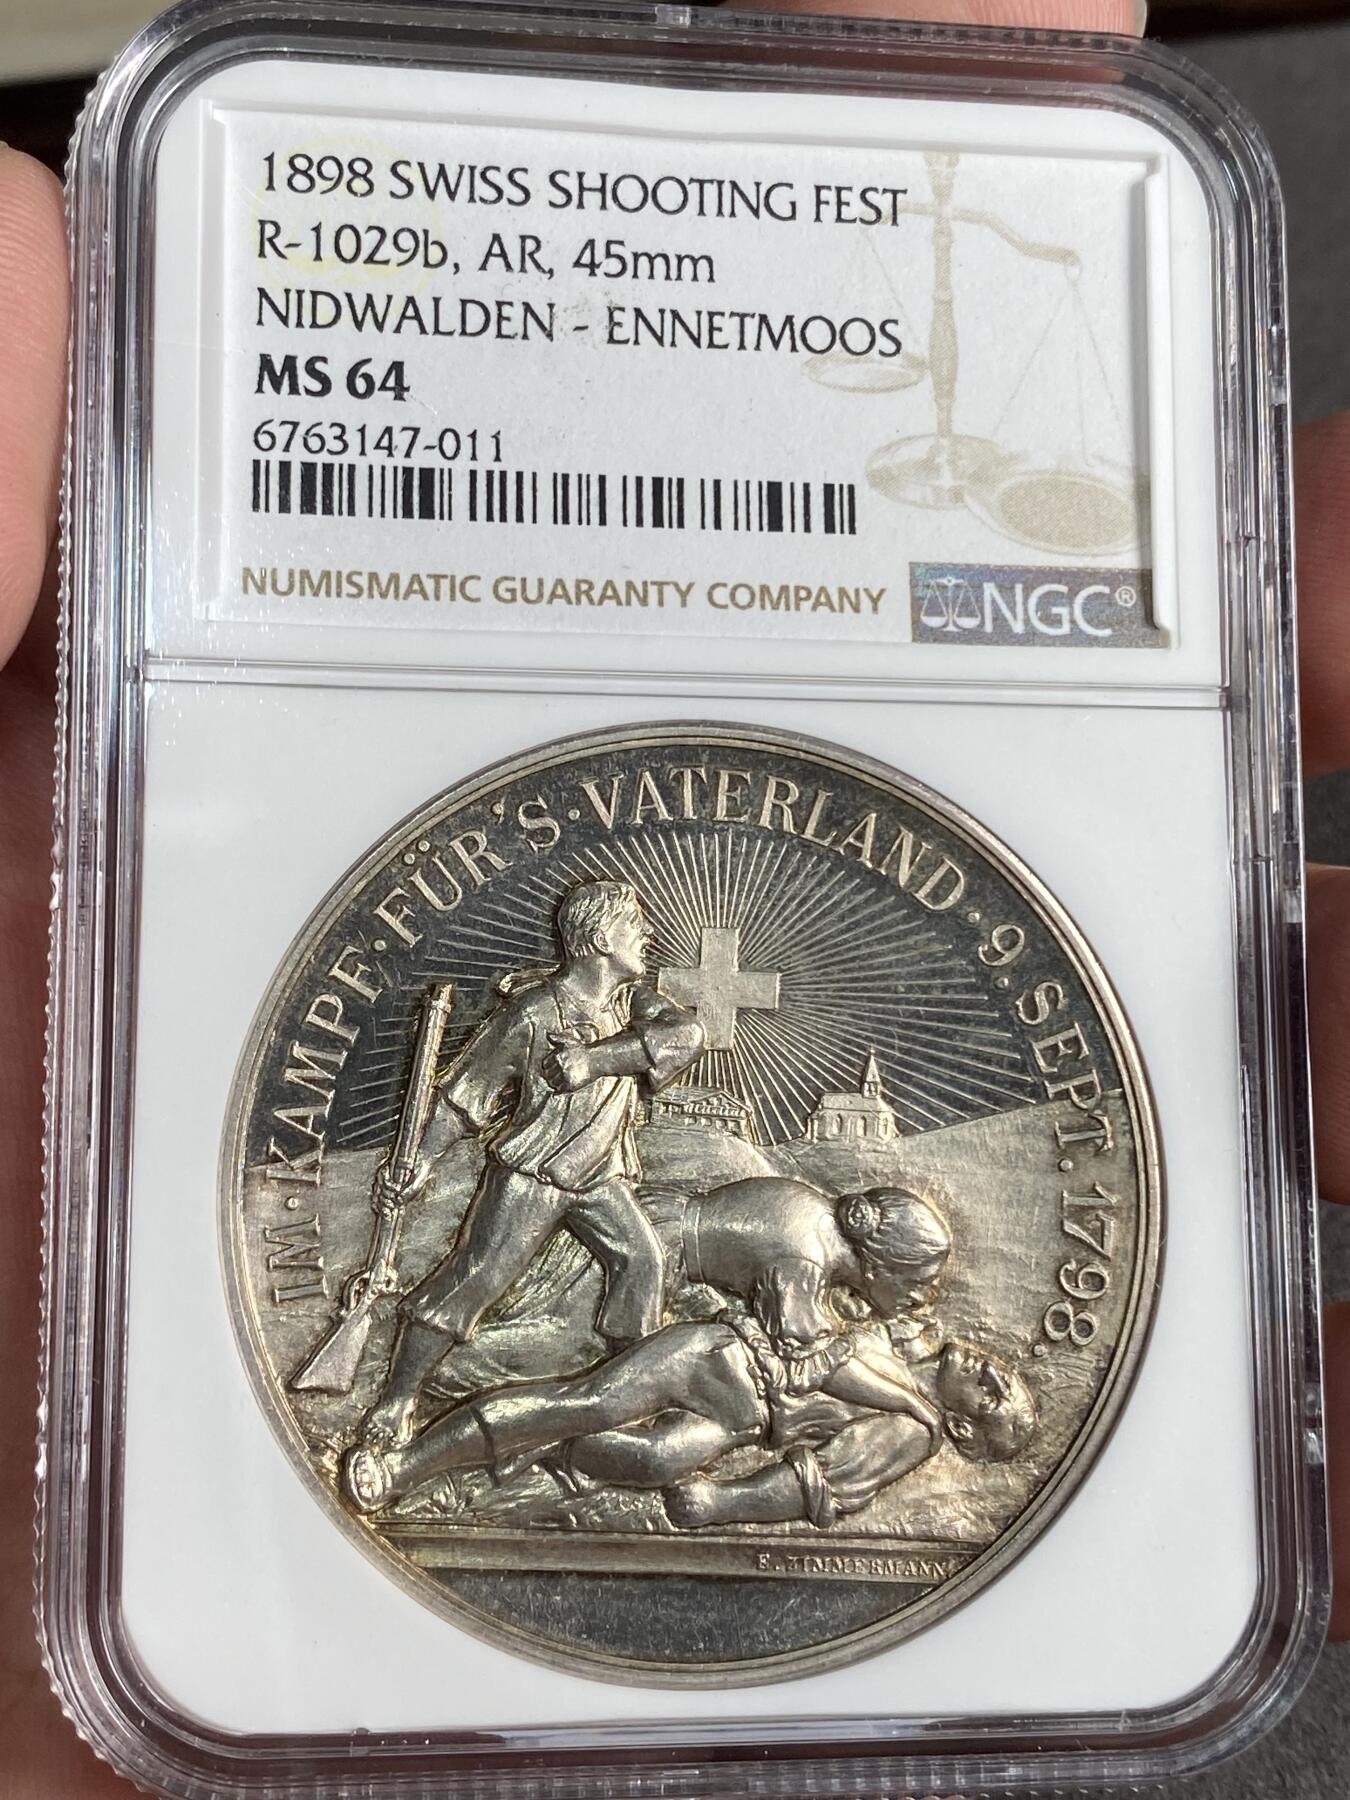 1898 SWISS SHOOTING FEST
R-1029b, AR, 45mm
NIDWALDEN - ENNETMOOS
MS 64
6763147-011
NUMISMATIC GUARANTY COMPANY
NGC®
IM·KAMPF·FÜR'S·VATERLAND·9·SEPT.1798.
E. ZIMMERMANN